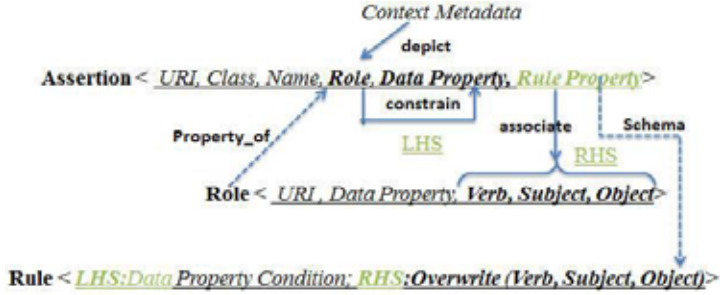 Context Metadata
depict
Assertion < URI, Class, Name, Role, Data Property, Rule Property>
constrain
Property_of
LHS
associate
Schema
RHS
Role < URI , Data Property, Verb, Subject, Object>
Rule < LHS:Data Property Condition; RHS:Overwrite (Verb, Subject, Object)>